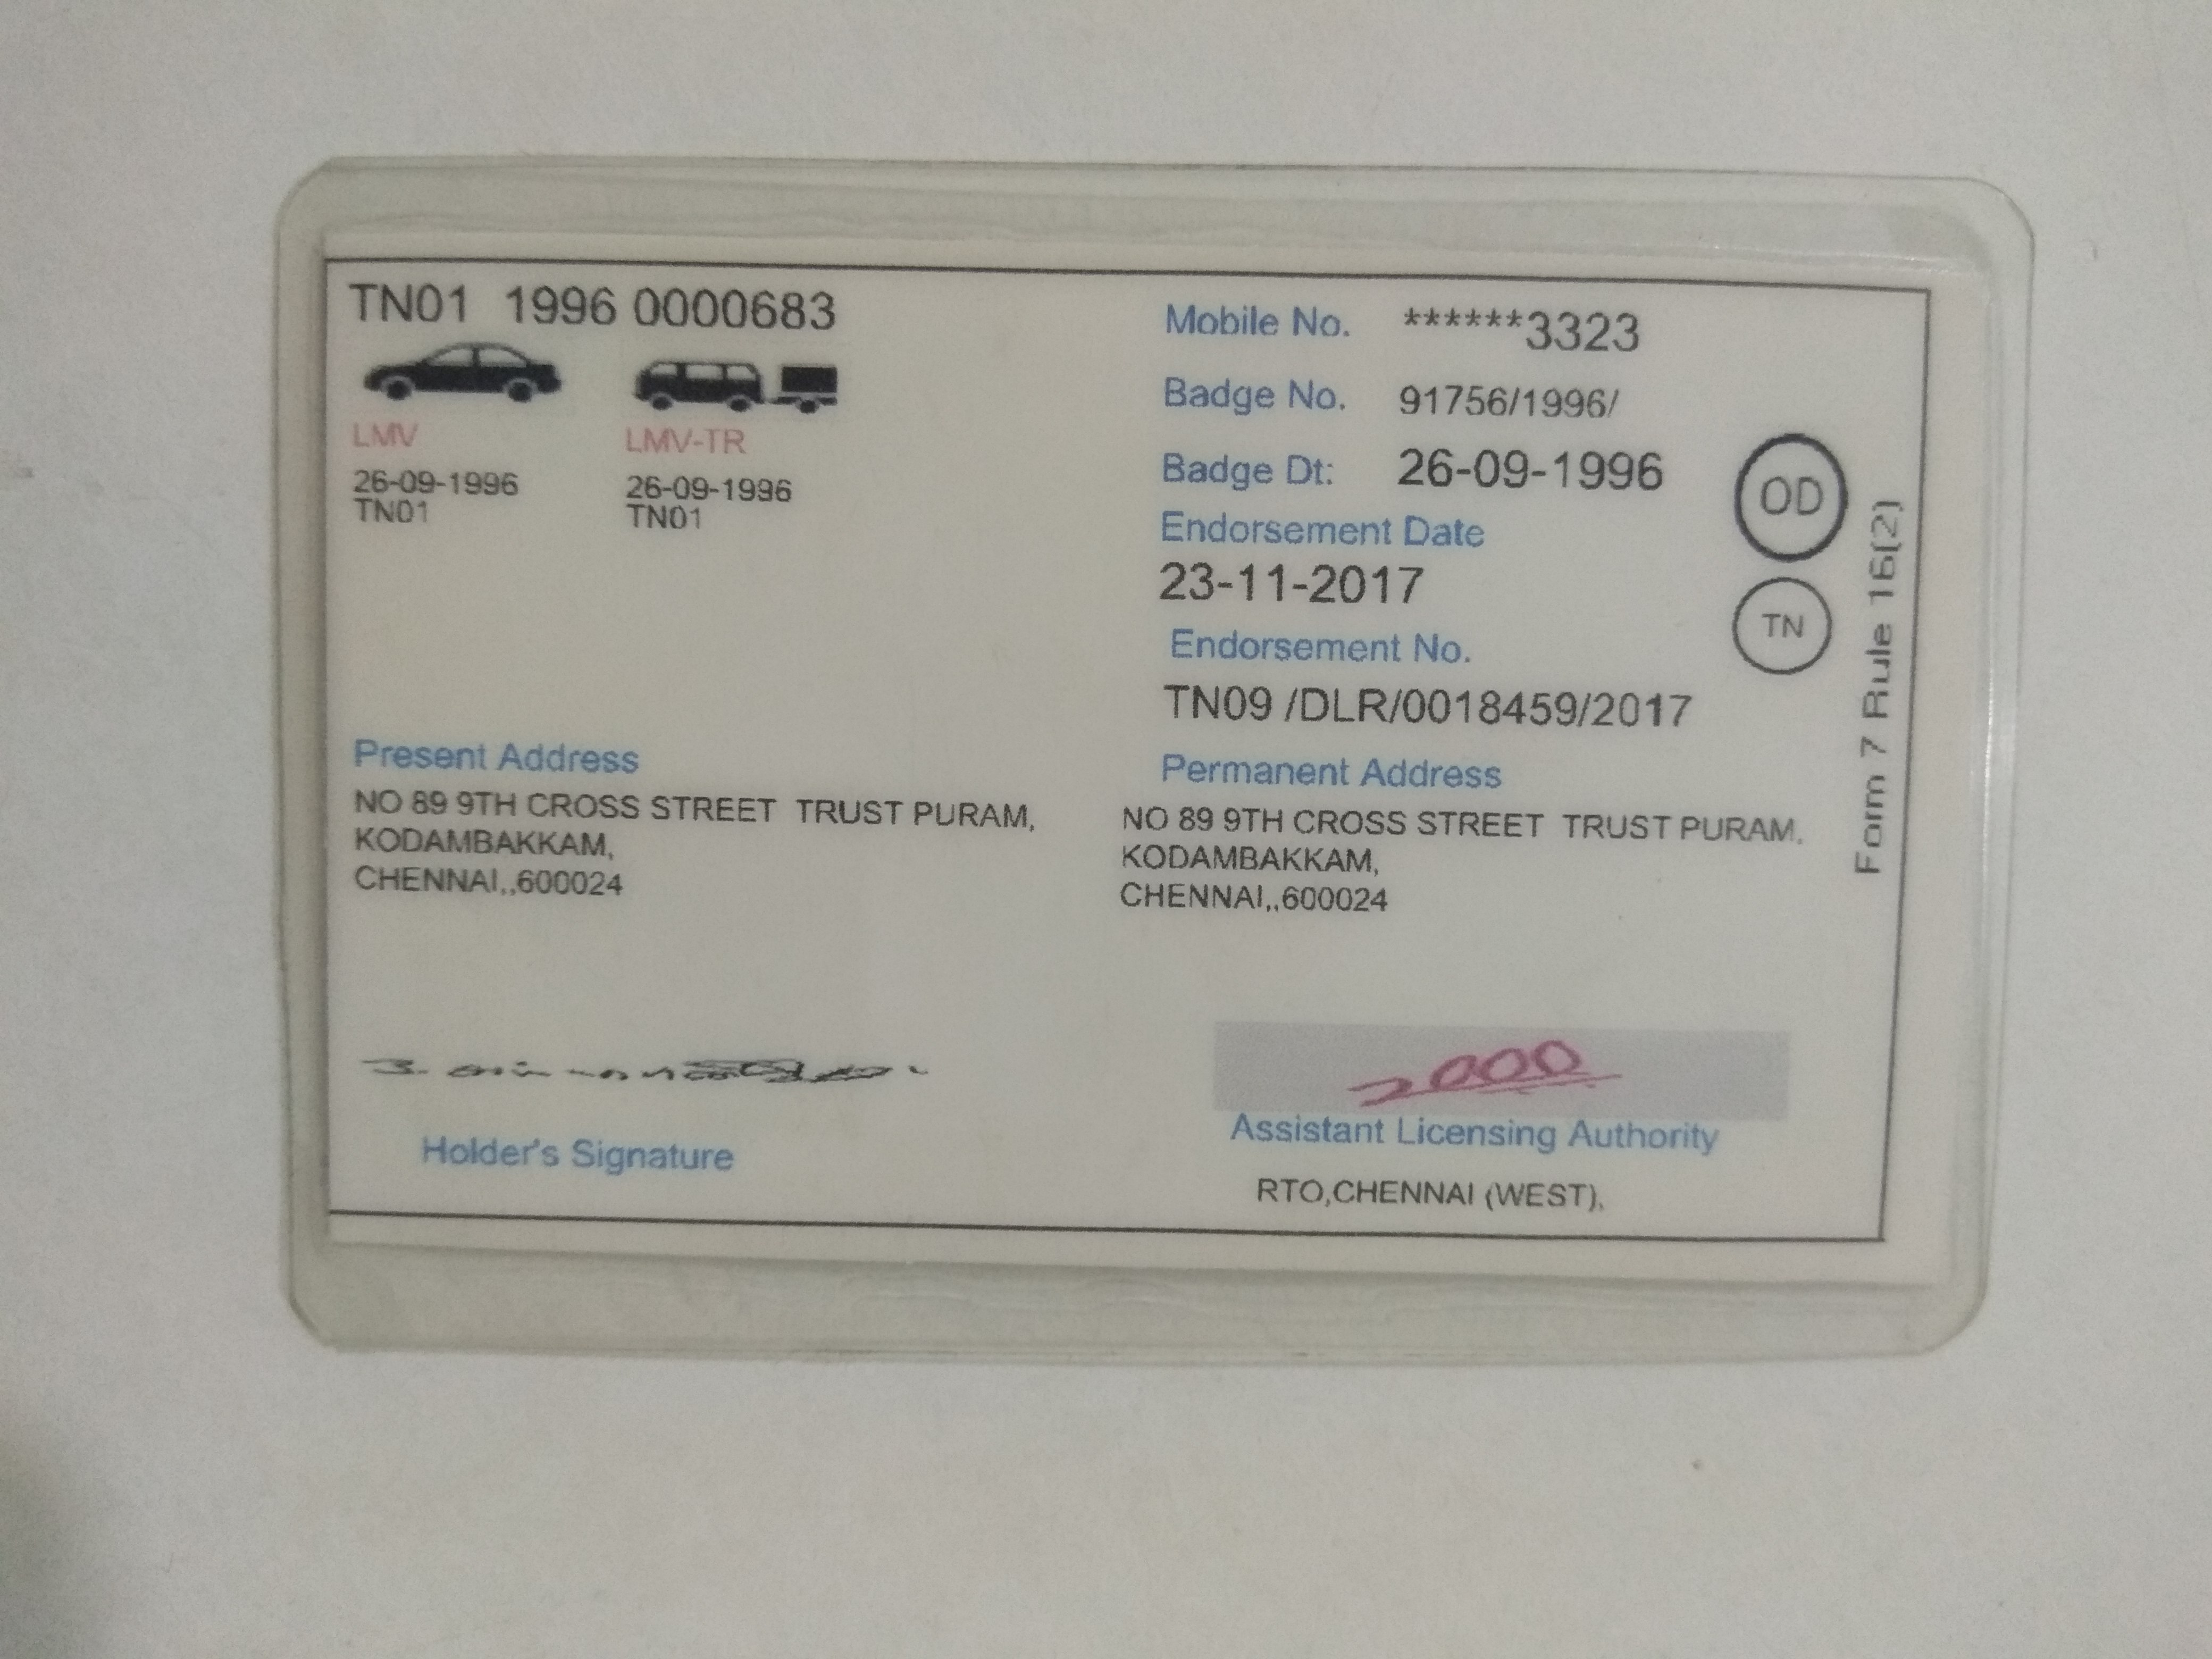 TN01 1996 0000683
LMV
26-09-1996
TN01
LMV-TR
26-09-1996
TN01
Mobile No. ******3323
Badge No. 91756/1996/
Badge Dt: 26-09-1996
Endorsement Date
23-11-2017
Endorsement No.
TN09 /DLR/0018459/2017
OD
TN
Form 7 Rule 16(2)
Present Address
NO 89 9TH CROSS STREET TRUST PURAM,
KODAMBAKKAM,
CHENNAI,,600024
Permanent Address
NO 89 9TH CROSS STREET TRUST PURAM,
KODAMBAKKAM,
CHENNAI,,600024
Holder's Signature
Assistant Licensing Authority
RTO,CHENNAI (WEST),